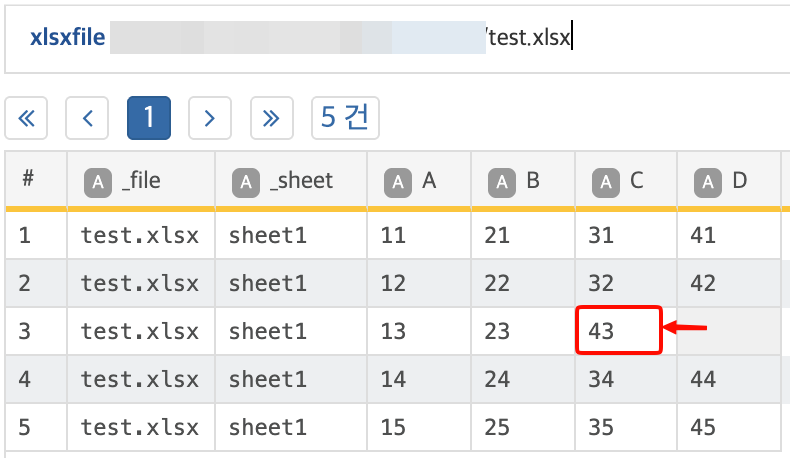 xlsxfile /test.xlsx
« < 1 > » 5 건
# A _file A _sheet A A A B A C A D
1 test.xlsx sheet1 11 21 31 41
2 test.xlsx sheet1 12 22 32 42
3 test.xlsx sheet1 13 23 43
4 test.xlsx sheet1 14 24 34 44
5 test.xlsx sheet1 15 25 35 45